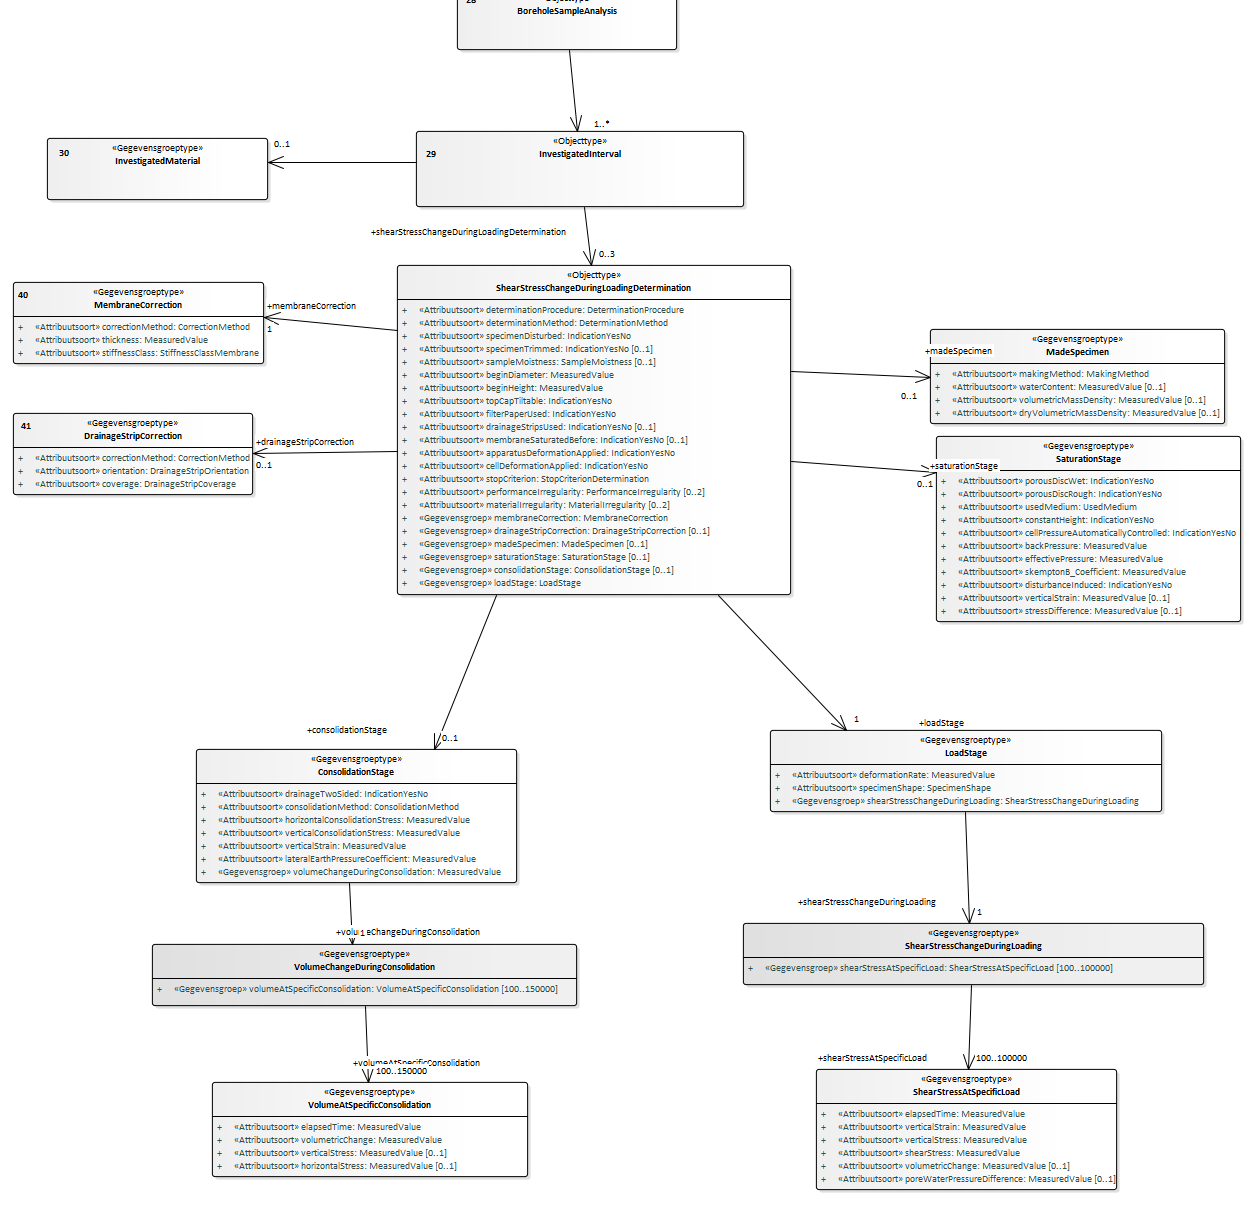 28
BoreholeSampleAnalysis
1..*
«Gegevensgroeptype»
30
InvestigatedMaterial
0..1
«Objecttype»
29
InvestigatedInterval
+shearStressChangeDuringLoadingDetermination
0..3
«Objecttype»
ShearStressChangeDuringLoadingDetermination
+ «Attribuutsoort» determinationProcedure: DeterminationProcedure
+ «Attribuutsoort» determinationMethod: DeterminationMethod
+ «Attribuutsoort» specimenDisturbed: IndicationYesNo
+ «Attribuutsoort» specimenTrimmed: IndicationYesNo [0..1]
+ «Attribuutsoort» sampleMoistness: SampleMoistness [0..1]
+ «Attribuutsoort» beginDiameter: MeasuredValue
+ «Attribuutsoort» beginHeight: MeasuredValue
+ «Attribuutsoort» topCapTiltable: IndicationYesNo
+ «Attribuutsoort» filterPaperUsed: IndicationYesNo
+ «Attribuutsoort» drainageStripsUsed: IndicationYesNo [0..1]
+ «Attribuutsoort» membraneSaturatedBefore: IndicationYesNo [0..1]
+ «Attribuutsoort» apparatusDeformationApplied: IndicationYesNo
+ «Attribuutsoort» cellDeformationApplied: IndicationYesNo
+ «Attribuutsoort» stopCriterion: StopCriterionDetermination
+ «Attribuutsoort» performanceIrregularity: PerformanceIrregularity [0..2]
+ «Attribuutsoort» materialIrregularity: MaterialIrregularity [0..2]
+ «Gegevensgroep» membraneCorrection: MembraneCorrection
+ «Gegevensgroep» drainageStripCorrection: DrainageStripCorrection [0..1]
+ «Gegevensgroep» madeSpecimen: MadeSpecimen [0..1]
+ «Gegevensgroep» saturationStage: SaturationStage [0..1]
+ «Gegevensgroep» consolidationStage: ConsolidationStage [0..1]
+ «Gegevensgroep» loadStage: LoadStage
«Gegevensgroeptype»
40
MembraneCorrection
+ «Attribuutsoort» correctionMethod: CorrectionMethod
+ «Attribuutsoort» thickness: MeasuredValue
+ «Attribuutsoort» stiffnessClass: StiffnessClassMembrane
+membraneCorrection
1
«Gegevensgroeptype»
41
DrainageStripCorrection
+ «Attribuutsoort» correctionMethod: CorrectionMethod
+ «Attribuutsoort» orientation: DrainageStripOrientation
+ «Attribuutsoort» coverage: DrainageStripCoverage
+drainageStripCorrection
0..1
+madeSpecimen
0..1
«Gegevensgroeptype»
MadeSpecimen
+ «Attribuutsoort» makingMethod: MakingMethod
+ «Attribuutsoort» waterContent: MeasuredValue [0..1]
+ «Attribuutsoort» volumetricMassDensity: MeasuredValue [0..1]
+ «Attribuutsoort» dryVolumetricMassDensity: MeasuredValue [0..1]
+saturationStage
0..1
«Gegevensgroeptype»
SaturationStage
+ «Attribuutsoort» porousDiscWet: IndicationYesNo
+ «Attribuutsoort» porousDiscRough: IndicationYesNo
+ «Attribuutsoort» usedMedium: UsedMedium
+ «Attribuutsoort» constantHeight: IndicationYesNo
+ «Attribuutsoort» cellPressureAutomaticallyControlled: IndicationYesNo
+ «Attribuutsoort» backPressure: MeasuredValue
+ «Attribuutsoort» effectivePressure: MeasuredValue
+ «Attribuutsoort» skemptonB_Coefficient: MeasuredValue
+ «Attribuutsoort» disturbanceInduced: IndicationYesNo
+ «Attribuutsoort» verticalStrain: MeasuredValue [0..1]
+ «Attribuutsoort» stressDifference: MeasuredValue [0..1]
+consolidationStage
0..1
«Gegevensgroeptype»
ConsolidationStage
+ «Attribuutsoort» drainageTwoSided: IndicationYesNo
+ «Attribuutsoort» consolidationMethod: ConsolidationMethod
+ «Attribuutsoort» horizontalConsolidationStress: MeasuredValue
+ «Attribuutsoort» verticalConsolidationStress: MeasuredValue
+ «Attribuutsoort» verticalStrain: MeasuredValue
+ «Attribuutsoort» lateralEarthPressureCoefficient: MeasuredValue
+ «Gegevensgroep» volumeChangeDuringConsolidation: MeasuredValue
+loadStage
1
«Gegevensgroeptype»
LoadStage
+ «Attribuutsoort» deformationRate: MeasuredValue
+ «Attribuutsoort» specimenShape: SpecimenShape
+ «Gegevensgroep» shearStressChangeDuringLoading: ShearStressChangeDuringLoading
+volu1eChangeDuringConsolidation
«Gegevensgroeptype»
VolumeChangeDuringConsolidation
+ «Gegevensgroep» volumeAtSpecificConsolidation: VolumeAtSpecificConsolidation [100..150000]
+shearStressChangeDuringLoading
1
«Gegevensgroeptype»
ShearStressChangeDuringLoading
+ «Gegevensgroep» shearStressAtSpecificLoad: ShearStressAtSpecificLoad [100..100000]
+volumeAtSpecificConsolidation
100..150000
«Gegevensgroeptype»
VolumeAtSpecificConsolidation
+ «Attribuutsoort» elapsedTime: MeasuredValue
+ «Attribuutsoort» volumetricChange: MeasuredValue
+ «Attribuutsoort» verticalStress: MeasuredValue [0..1]
+ «Attribuutsoort» horizontalStress: MeasuredValue [0..1]
+shearStressAtSpecificLoad
100..100000
«Gegevensgroeptype»
ShearStressAtSpecificLoad
+ «Attribuutsoort» elapsedTime: MeasuredValue
+ «Attribuutsoort» verticalStrain: MeasuredValue
+ «Attribuutsoort» verticalStress: MeasuredValue
+ «Attribuutsoort» shearStress: MeasuredValue
+ «Attribuutsoort» volumetricChange: MeasuredValue [0..1]
+ «Attribuutsoort» poreWaterPressureDifference: MeasuredValue [0..1]